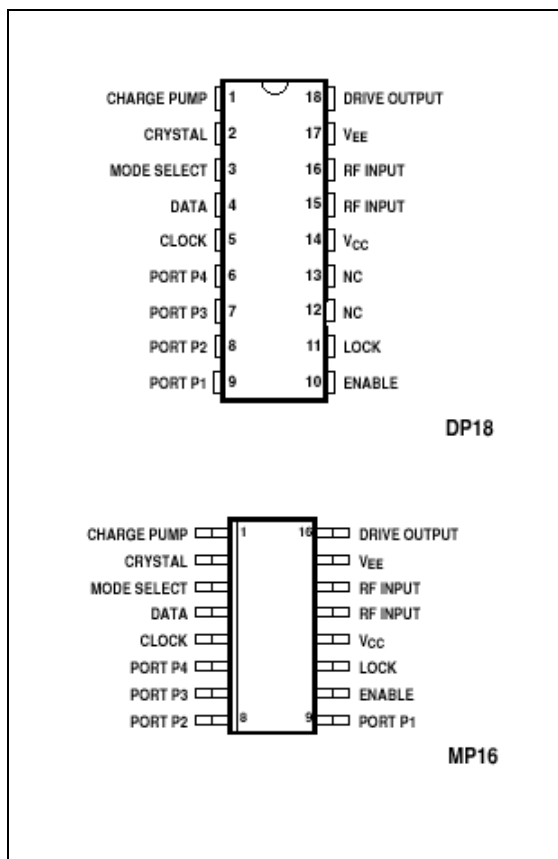 CHARGE PUMP 1 18 DRIVE OUTPUT
CRYSTAL 2 17 VEE
MODE SELECT 3 16 RF INPUT
DATA 4 15 RF INPUT
CLOCK 5 14 VCC
PORT P4 6 13 NC
PORT P3 7 12 NC
PORT P2 8 11 LOCK
PORT P1 9 10 ENABLE
DP18
CHARGE PUMP 1 16 DRIVE OUTPUT
CRYSTAL VEE
MODE SELECT RF INPUT
DATA RF INPUT
CLOCK VCC
PORT P4 LOCK
PORT P3 ENABLE
PORT P2 8 9 PORT P1
MP16